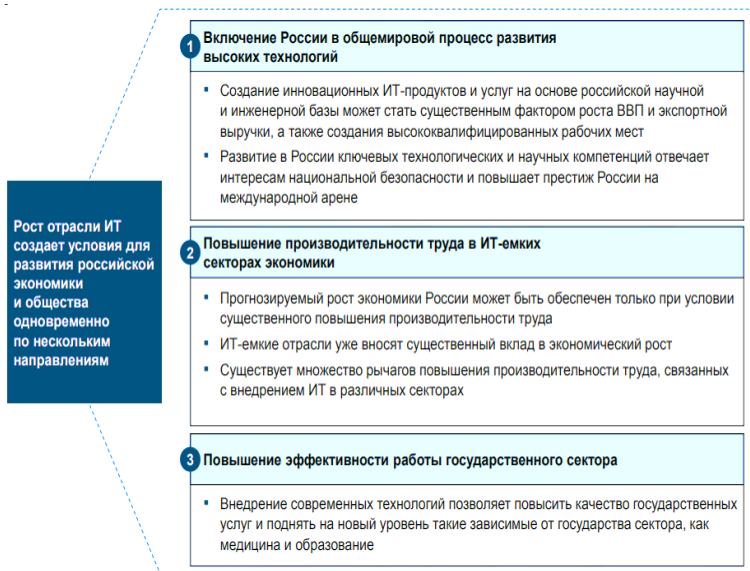 Рост отрасли ИТ
создает условия для
развития российской
экономики
и общества
одновременно
по нескольким
направлениям
1
Включение России в общемировой процесс развития
высоких технологий
▪ Создание инновационных ИТ-продуктов и услуг на основе российской научной
и инженерной базы может стать существенным фактором роста ВВП и экспортной
выручки, а также создания высококвалифицированных рабочих мест
▪ Развитие в России ключевых технологических и научных компетенций отвечает
интересам национальной безопасности и повышает престиж России на
международной арене
2
Повышение производительности труда в ИТ-емких
секторах экономики
▪ Прогнозируемый рост экономики России может быть обеспечен только при условии
существенного повышения производительности труда
▪ ИТ-емкие отрасли уже вносят существенный вклад в экономический рост
▪ Существует множество рычагов повышения производительности труда, связанных
с внедрением ИТ в различных секторах
3
Повышение эффективности работы государственного сектора
▪ Внедрение современных технологий позволяет повысить качество государственных
услуг и поднять на новый уровень такие зависимые от государства сектора, как
медицина и образование